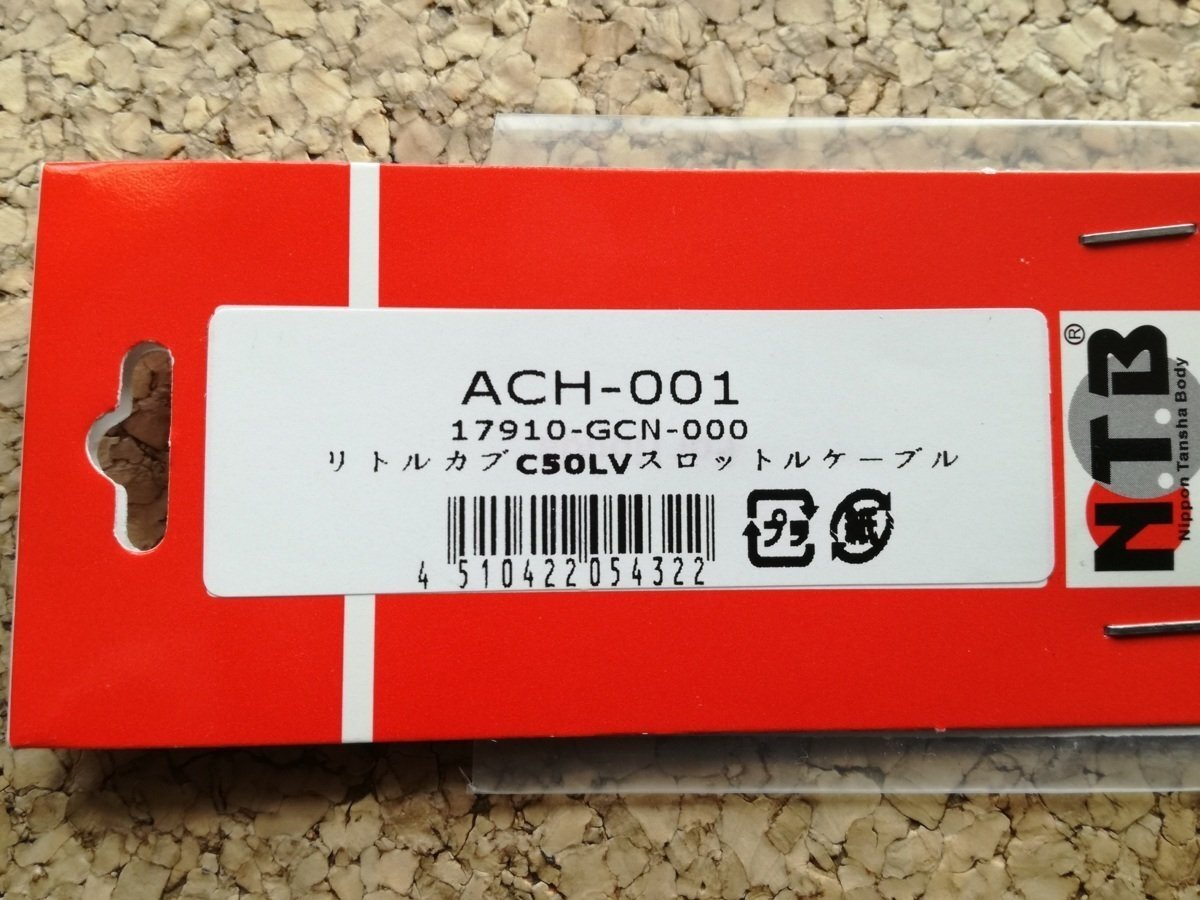 ACH-001
17910-GCN-000
リトルカブC50LVスロットルケーブル
4 510422 054322
プラ
紙
N.T.B
®
Nippon Tansha Body